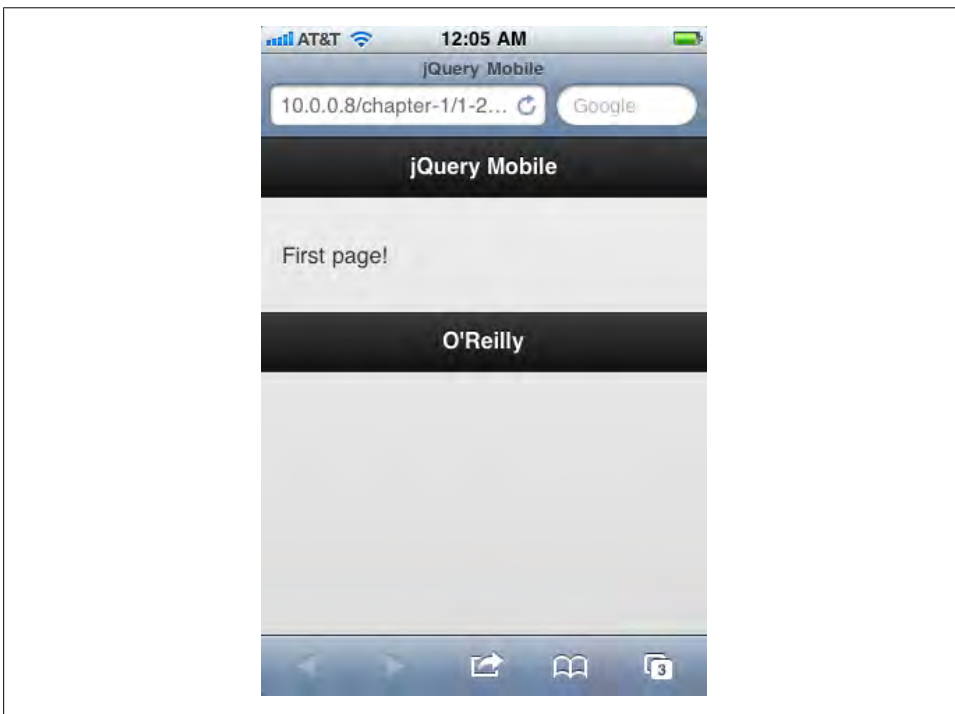 AT&T 12:05 AM
jQuery Mobile
10.0.0.8/chapter-1/1-2... Google
jQuery Mobile
First page!
O'Reilly
3